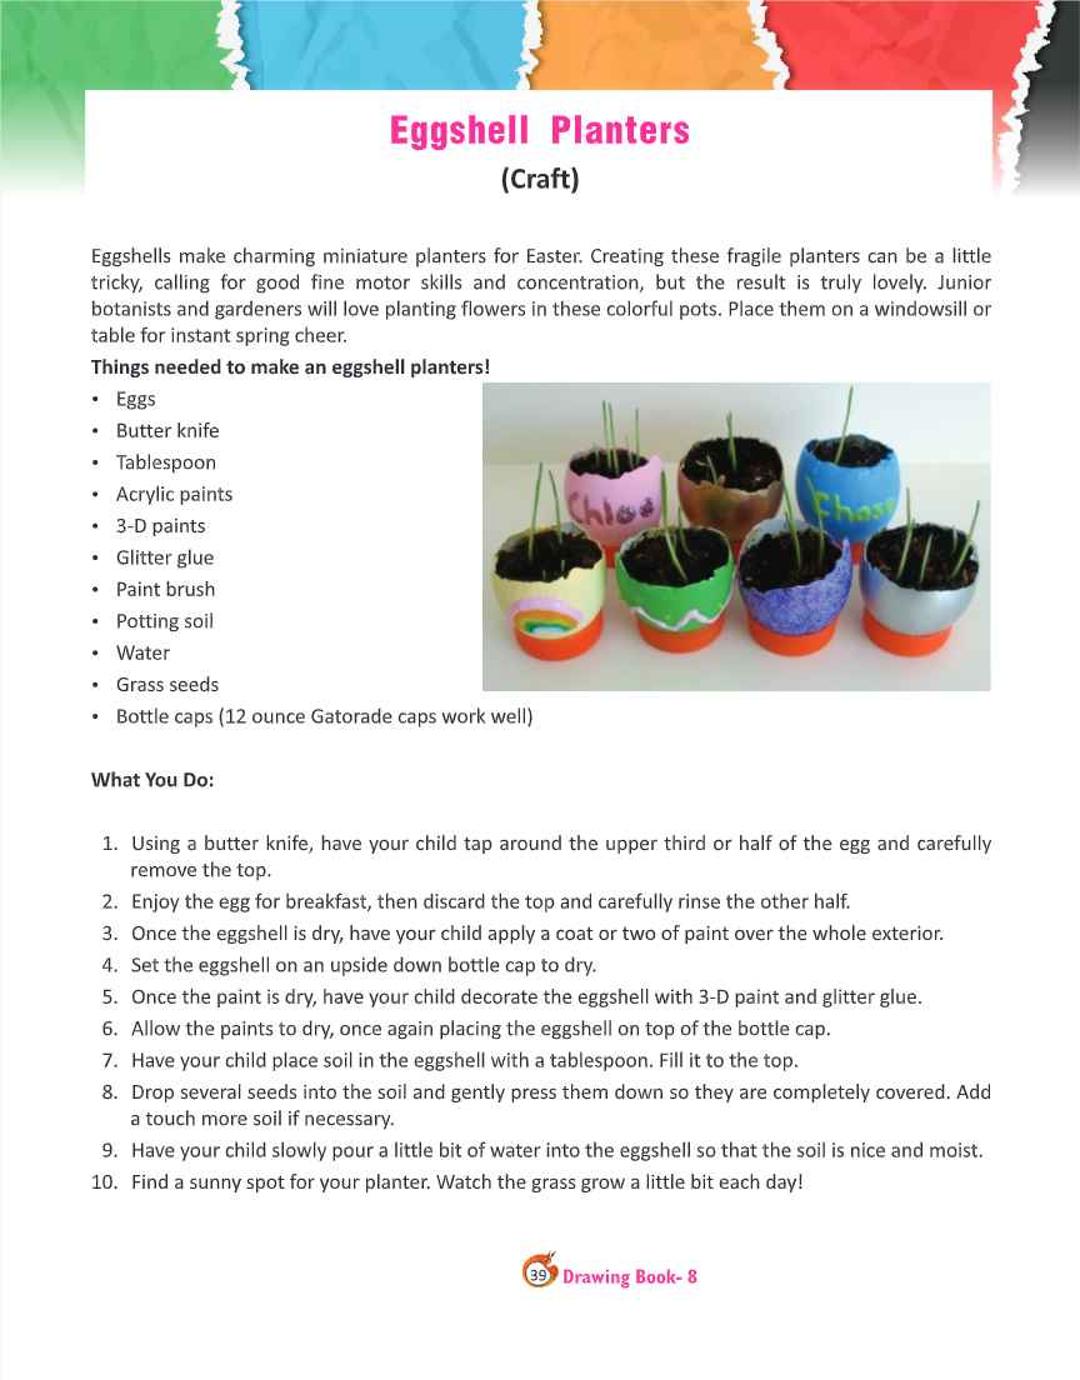 Eggshell Planters
(Craft)
Eggshells make charming miniature planters for Easter. Creating these fragile planters can be a little
tricky, calling for good fine motor skills and concentration, but the result is truly lovely. Junior
botanists and gardeners will love planting flowers in these colorful pots. Place them on a windowsill or
table for instant spring cheer.
Things needed to make an eggshell planters!
• Eggs
• Butter knife
• Tablespoon
• Acrylic paints
• 3-D paints
• Glitter glue
• Paint brush
• Potting soil
• Water
• Grass seeds
• Bottle caps (12 ounce Gatorade caps work well)
Chloe
Chase
What You Do:
1. Using a butter knife, have your child tap around the upper third or half of the egg and carefully
remove the top.
2. Enjoy the egg for breakfast, then discard the top and carefully rinse the other half.
3. Once the eggshell is dry, have your child apply a coat or two of paint over the whole exterior.
4. Set the eggshell on an upside down bottle cap to dry.
5. Once the paint is dry, have your child decorate the eggshell with 3-D paint and glitter glue.
6. Allow the paints to dry, once again placing the eggshell on top of the bottle cap.
7. Have your child place soil in the eggshell with a tablespoon. Fill it to the top.
8. Drop several seeds into the soil and gently press them down so they are completely covered. Add
a touch more soil if necessary.
9. Have your child slowly pour a little bit of water into the eggshell so that the soil is nice and moist.
10. Find a sunny spot for your planter. Watch the grass grow a little bit each day!
39 Drawing Book- 8